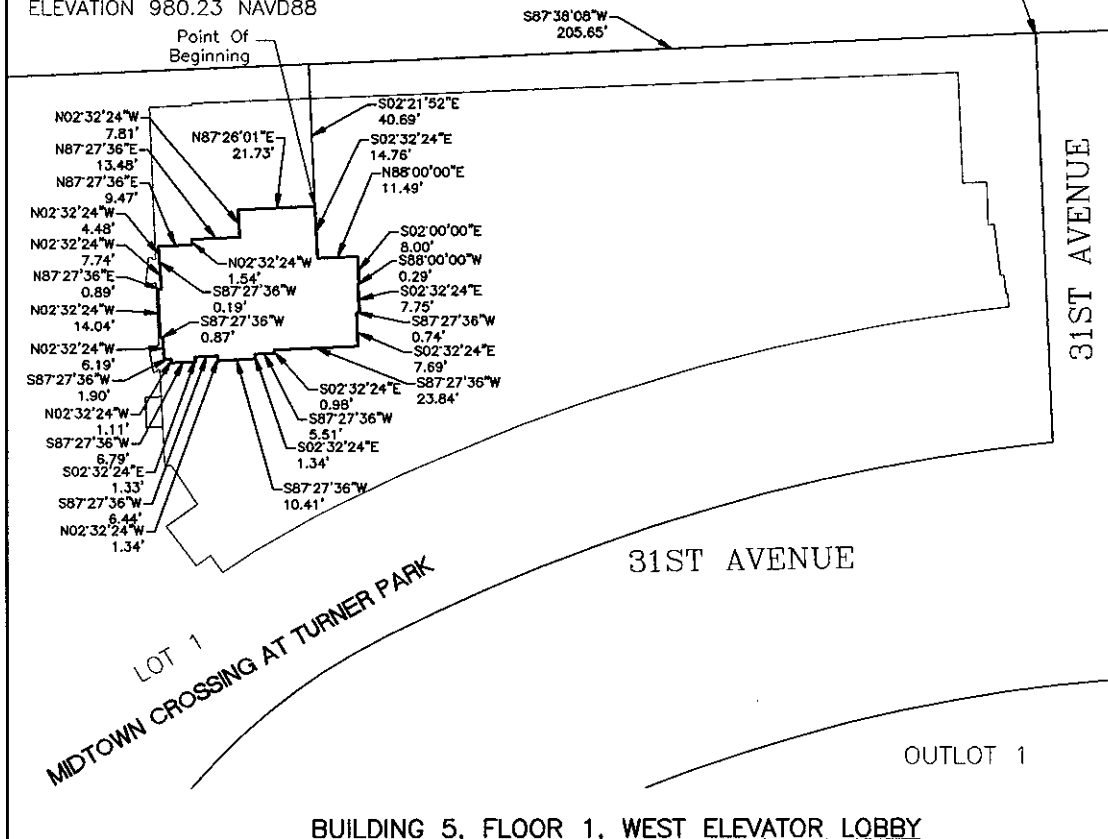 ELEVATION 980.23 NAVD88
S87°38'08"W
205.65'
Point Of
Beginning
S02°21'52"E
40.69'
N02°32'24"W
7.81'
N87°26'01"E
21.73'
S02°32'24"E
14.76'
N87°27'36"E
13.48'
N88°00'00"E
11.49'
N87°27'36"E
9.47'
N02°32'24"W
4.48'
N02°32'24"W
7.74'
N87°27'36"E
0.89'
N02°32'24"W
14.04'
N02°32'24"W
6.19'
S87°27'36"W
1.90'
N02°32'24"W
1.11'
S87°27'36"W
6.79'
S02°32'24"E
1.33'
S87°27'36"W
6.44'
N02°32'24"W
1.34'
N02°32'24"W
1.54'
S87°27'36"W
0.19'
S87°27'36"W
0.87'
S02°00'00"E
8.00'
S88°00'00"W
0.29'
S02°32'24"E
7.75'
S87°27'36"W
0.74'
S02°32'24"E
7.69'
S87°27'36"W
23.84'
S02°32'24"E
0.98'
S87°27'36"W
5.51'
S02°32'24"E
1.34'
S87°27'36"W
10.41'
31ST AVENUE
31ST AVENUE
LOT 1
MIDTOWN CROSSING AT TURNER PARK
OUTLOT 1
BUILDING 5, FLOOR 1, WEST ELEVATOR LOBBY